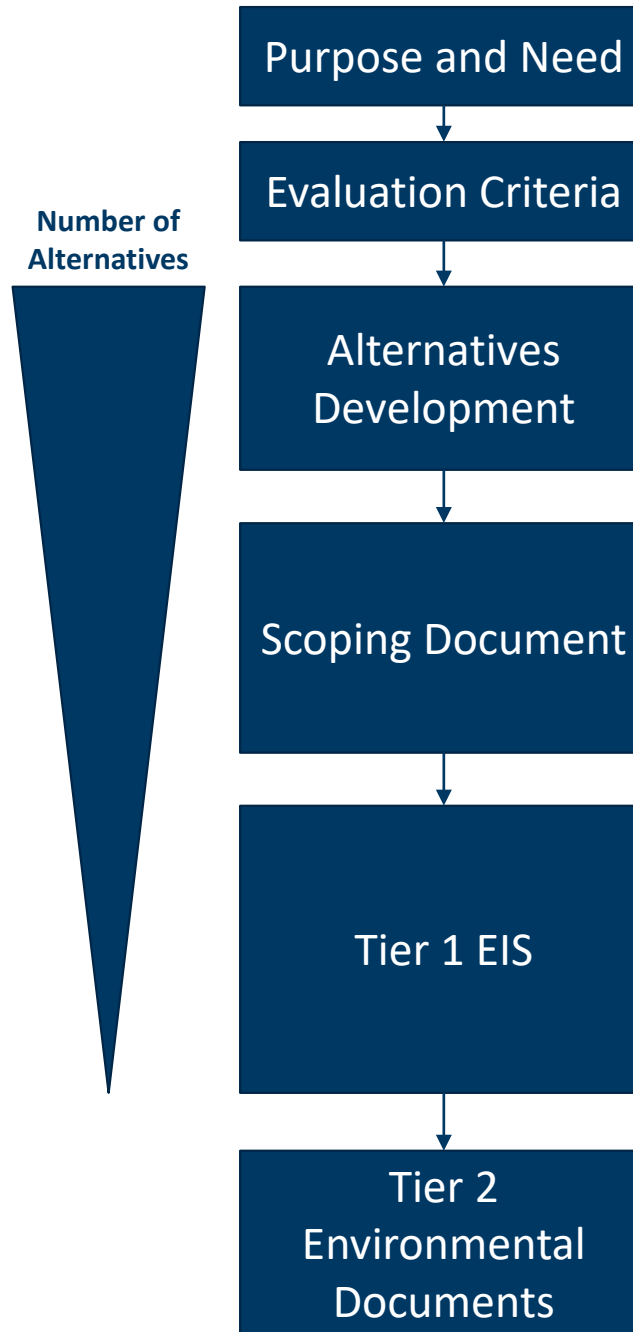 Purpose and Need
Evaluation Criteria
Number of
Alternatives
Alternatives
Development
Scoping Document
Tier 1 EIS
Tier 2
Environmental
Documents